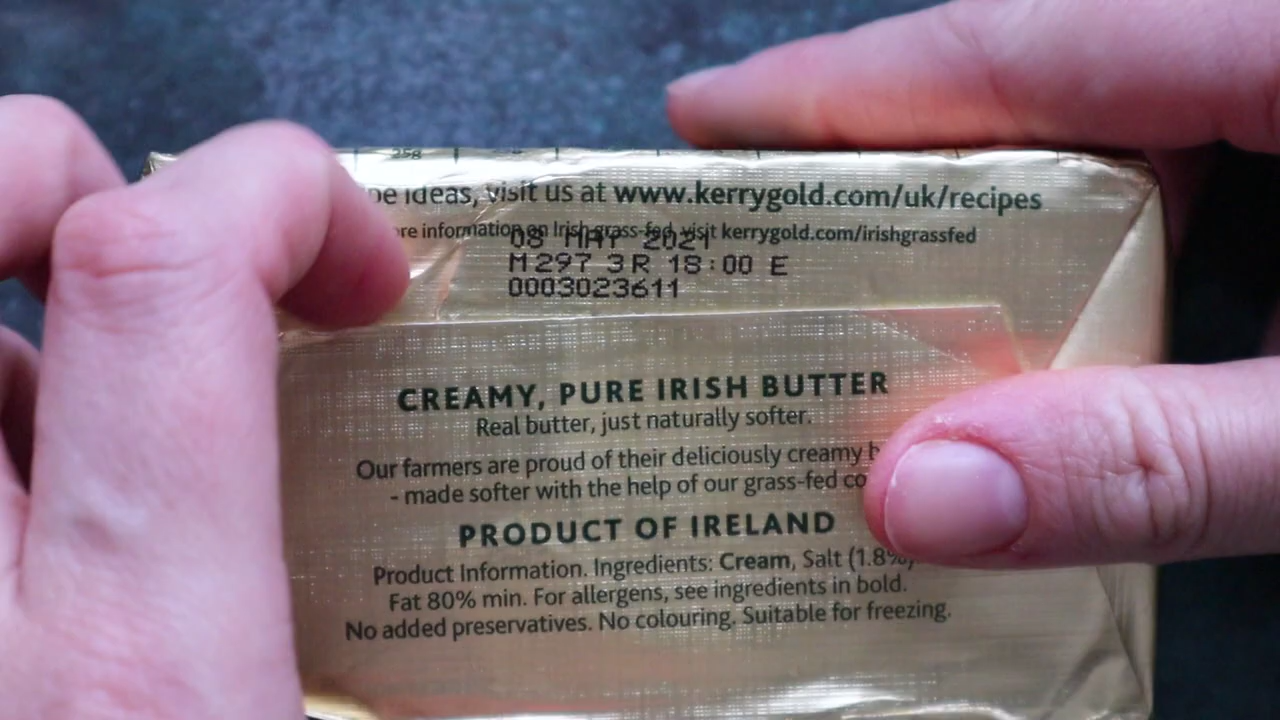 25g
pe ideas, visit us at www.kerrygold.com/uk/recipes
re information on Irish grass-fed, visit kerrygold.com/irishgrassfed
08 MAY 2021
M297 3R 18:00 E
0003023611
CREAMY, PURE IRISH BUTTER
Real butter, just naturally softer.
Our farmers are proud of their deliciously creamy
- made softer with the help of our grass-fed
PRODUCT OF IRELAND
Product Information. Ingredients: Cream, Salt (1.8%)
Fat 80% min. For allergens, see ingredients in bold.
No added preservatives. No colouring. Suitable for freezing.